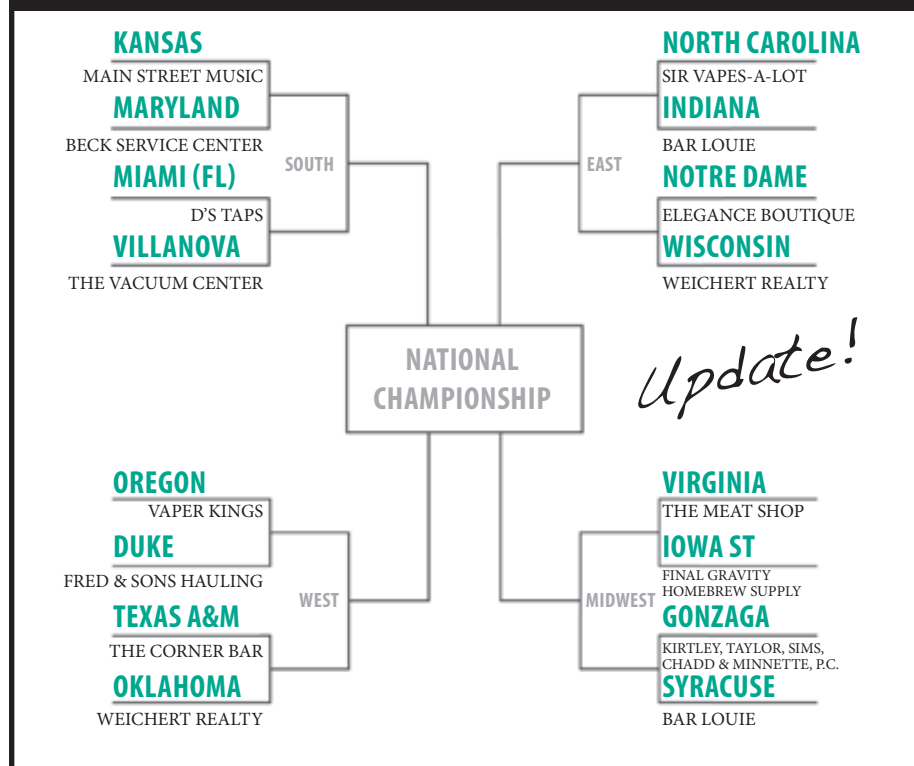 KANSAS
MAIN STREET MUSIC
MARYLAND
BECK SERVICE CENTER
MIAMI (FL)
D'S TAPS
VILLANOVA
THE VACUUM CENTER
SOUTH
NORTH CAROLINA
SIR VAPES-A-LOT
INDIANA
BAR LOUIE
NOTRE DAME
ELEGANCE BOUTIQUE
WISCONSIN
WEICHERT REALTY
EAST
NATIONAL
CHAMPIONSHIP
Update!
OREGON
VAPER KINGS
DUKE
FRED & SONS HAULING
TEXAS A&M
THE CORNER BAR
OKLAHOMA
WEICHERT REALTY
WEST
VIRGINIA
THE MEAT SHOP
IOWA ST
FINAL GRAVITY
HOMEBREW SUPPLY
GONZAGA
KIRTLEY, TAYLOR, SIMS,
CHADD & MINNETTE, P.C.
SYRACUSE
BAR LOUIE
MIDWEST